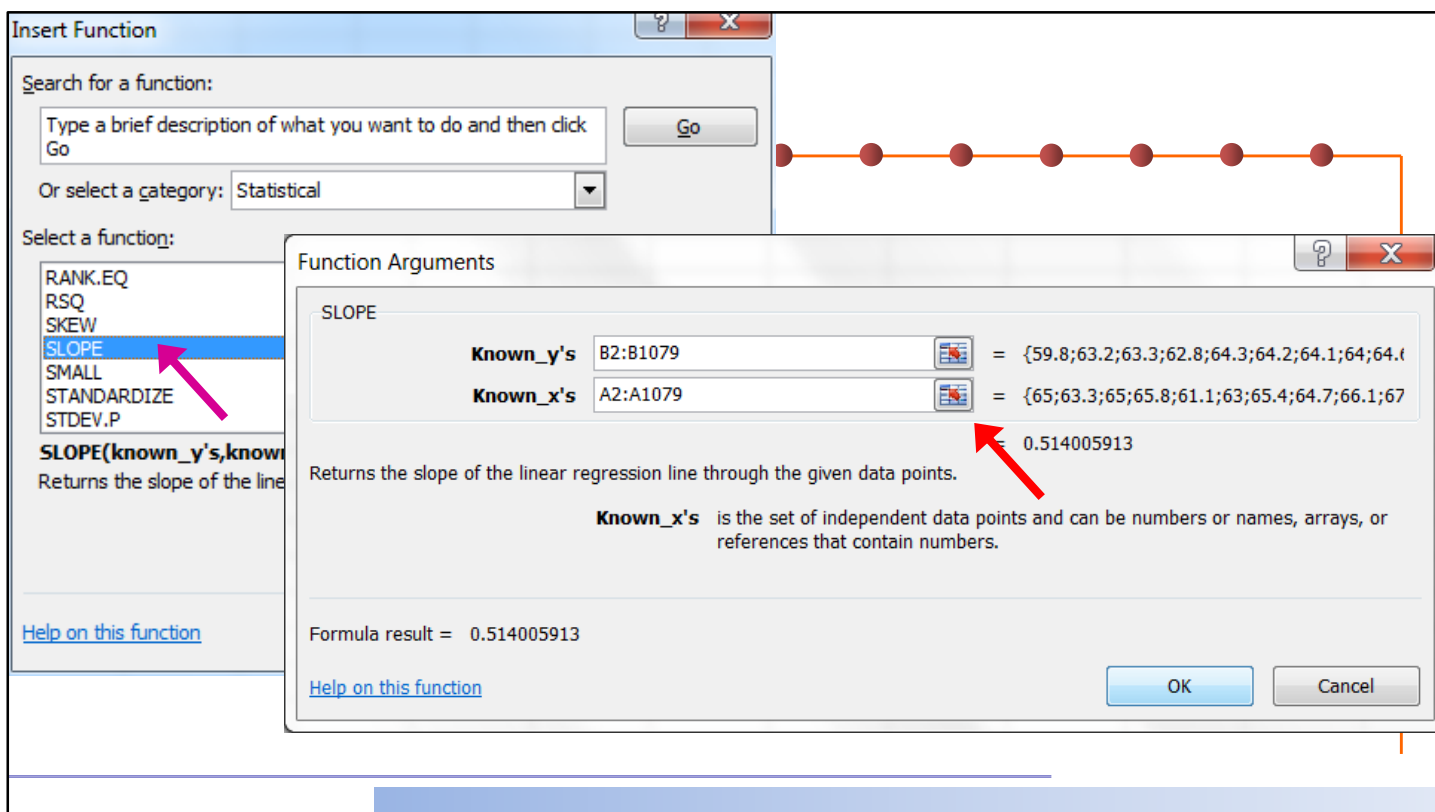 Insert Function
Search for a function:
Type a brief description of what you want to do and then click
Go
Go
Or select a category: Statistical
Select a function:
RANK.EQ
RSQ
SKEW
SLOPE
SMALL
STANDARDIZE
STDEV.P
SLOPE(known_y's,know
Returns the slope of the line
Help on this function
Function Arguments
SLOPE
Known_y's B2:B1079 = {59.8;63.2;63.3;62.8;64.3;64.2;64.1;64;64.6
Known_x's A2:A1079 = {65;63.3;65;65.8;61.1;63;65.4;64.7;66.1;67
= 0.514005913
Returns the slope of the linear regression line through the given data points.
Known_x's is the set of independent data points and can be numbers or names, arrays, or
references that contain numbers.
Formula result = 0.514005913
Help on this function
OK Cancel